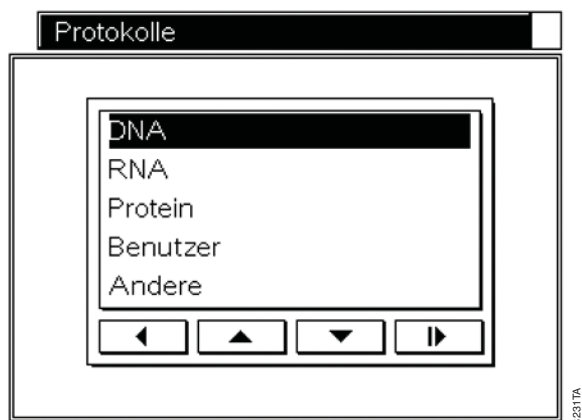 Protokolle
DNA
RNA
Protein
Benutzer
Andere
231TA